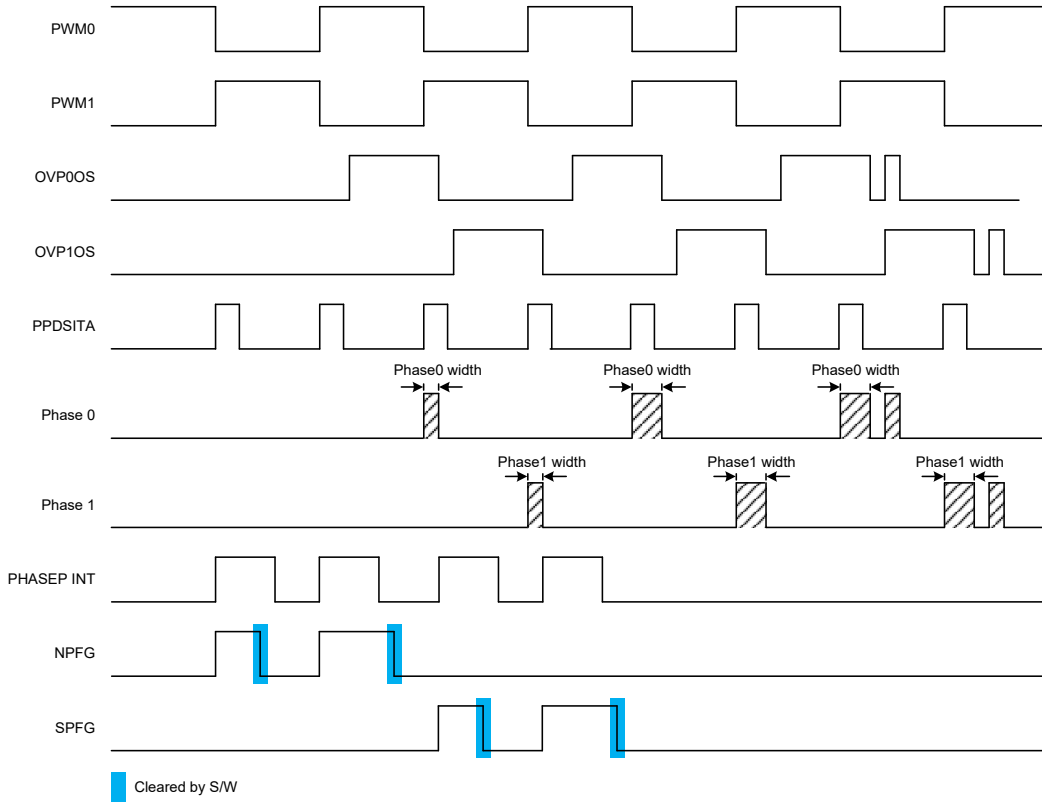 PWM0
PWM1
OVP0OS
OVP1OS
PPDSITA
Phase0 width Phase0 width Phase0 width
Phase 0
Phase1 width Phase1 width Phase1 width
Phase 1
PHASEP INT
NPFG
SPFG
Cleared by S/W